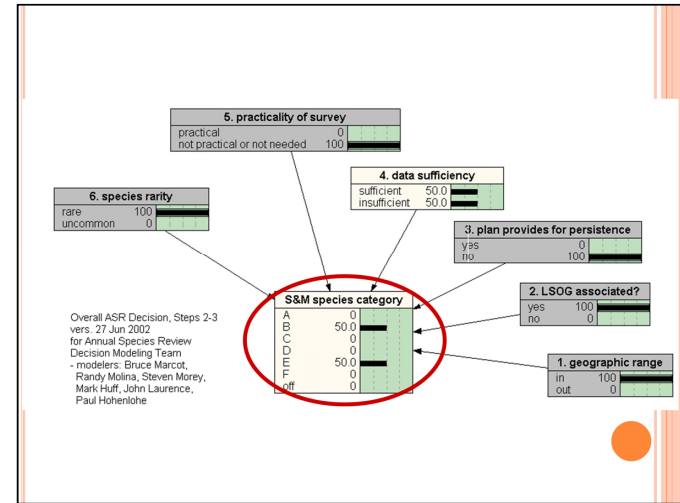 5. practicality of survey
practical 0
not practical or not needed 100
4. data sufficiency
sufficient 50.0
insufficient 50.0
6. species rarity
rare 100
uncommon 0
3. plan provides for persistence
yes 0
no 100
2. LSOG associated?
yes 100
no 0
1. geographic range
in 100
out 0
S&M species category
A 0
B 50.0
C 0
D 0
E 50.0
F 0
off 0
Overall ASR Decision, Steps 2-3
vers. 27 Jun 2002
for Annual Species Review
Decision Modeling Team
- modelers: Bruce Marcot,
Randy Molina, Steven Morey,
Mark Huff, John Laurence,
Paul Hohenlohe